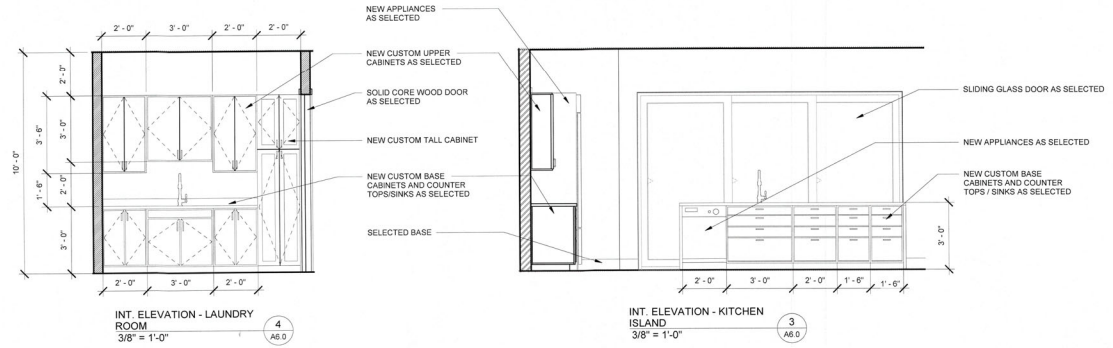 2' - 0"
3' - 0"
2' - 0"
2' - 0"
10' - 0"
2' - 0"
3' - 6"
3' - 0"
1' - 6"
2' - 0"
3' - 0"
2' - 0"
3' - 0"
2' - 0"
INT. ELEVATION - LAUNDRY
ROOM
3/8" = 1'-0"
4
A6.0
NEW APPLIANCES
AS SELECTED
NEW CUSTOM UPPER
CABINETS AS SELECTED
SOLID CORE WOOD DOOR
AS SELECTED
NEW CUSTOM TALL CABINET
NEW CUSTOM BASE
CABINETS AND COUNTER
TOPS/SINKS AS SELECTED
SELECTED BASE
SLIDING GLASS DOOR AS SELECTED
NEW APPLIANCES AS SELECTED
NEW CUSTOM BASE
CABINETS AND COUNTER
TOPS / SINKS AS SELECTED
3' - 0"
2' - 0"
3' - 0"
2' - 0"
1' - 6"
1' - 6"
INT. ELEVATION - KITCHEN
ISLAND
3/8" = 1'-0"
3
A6.0